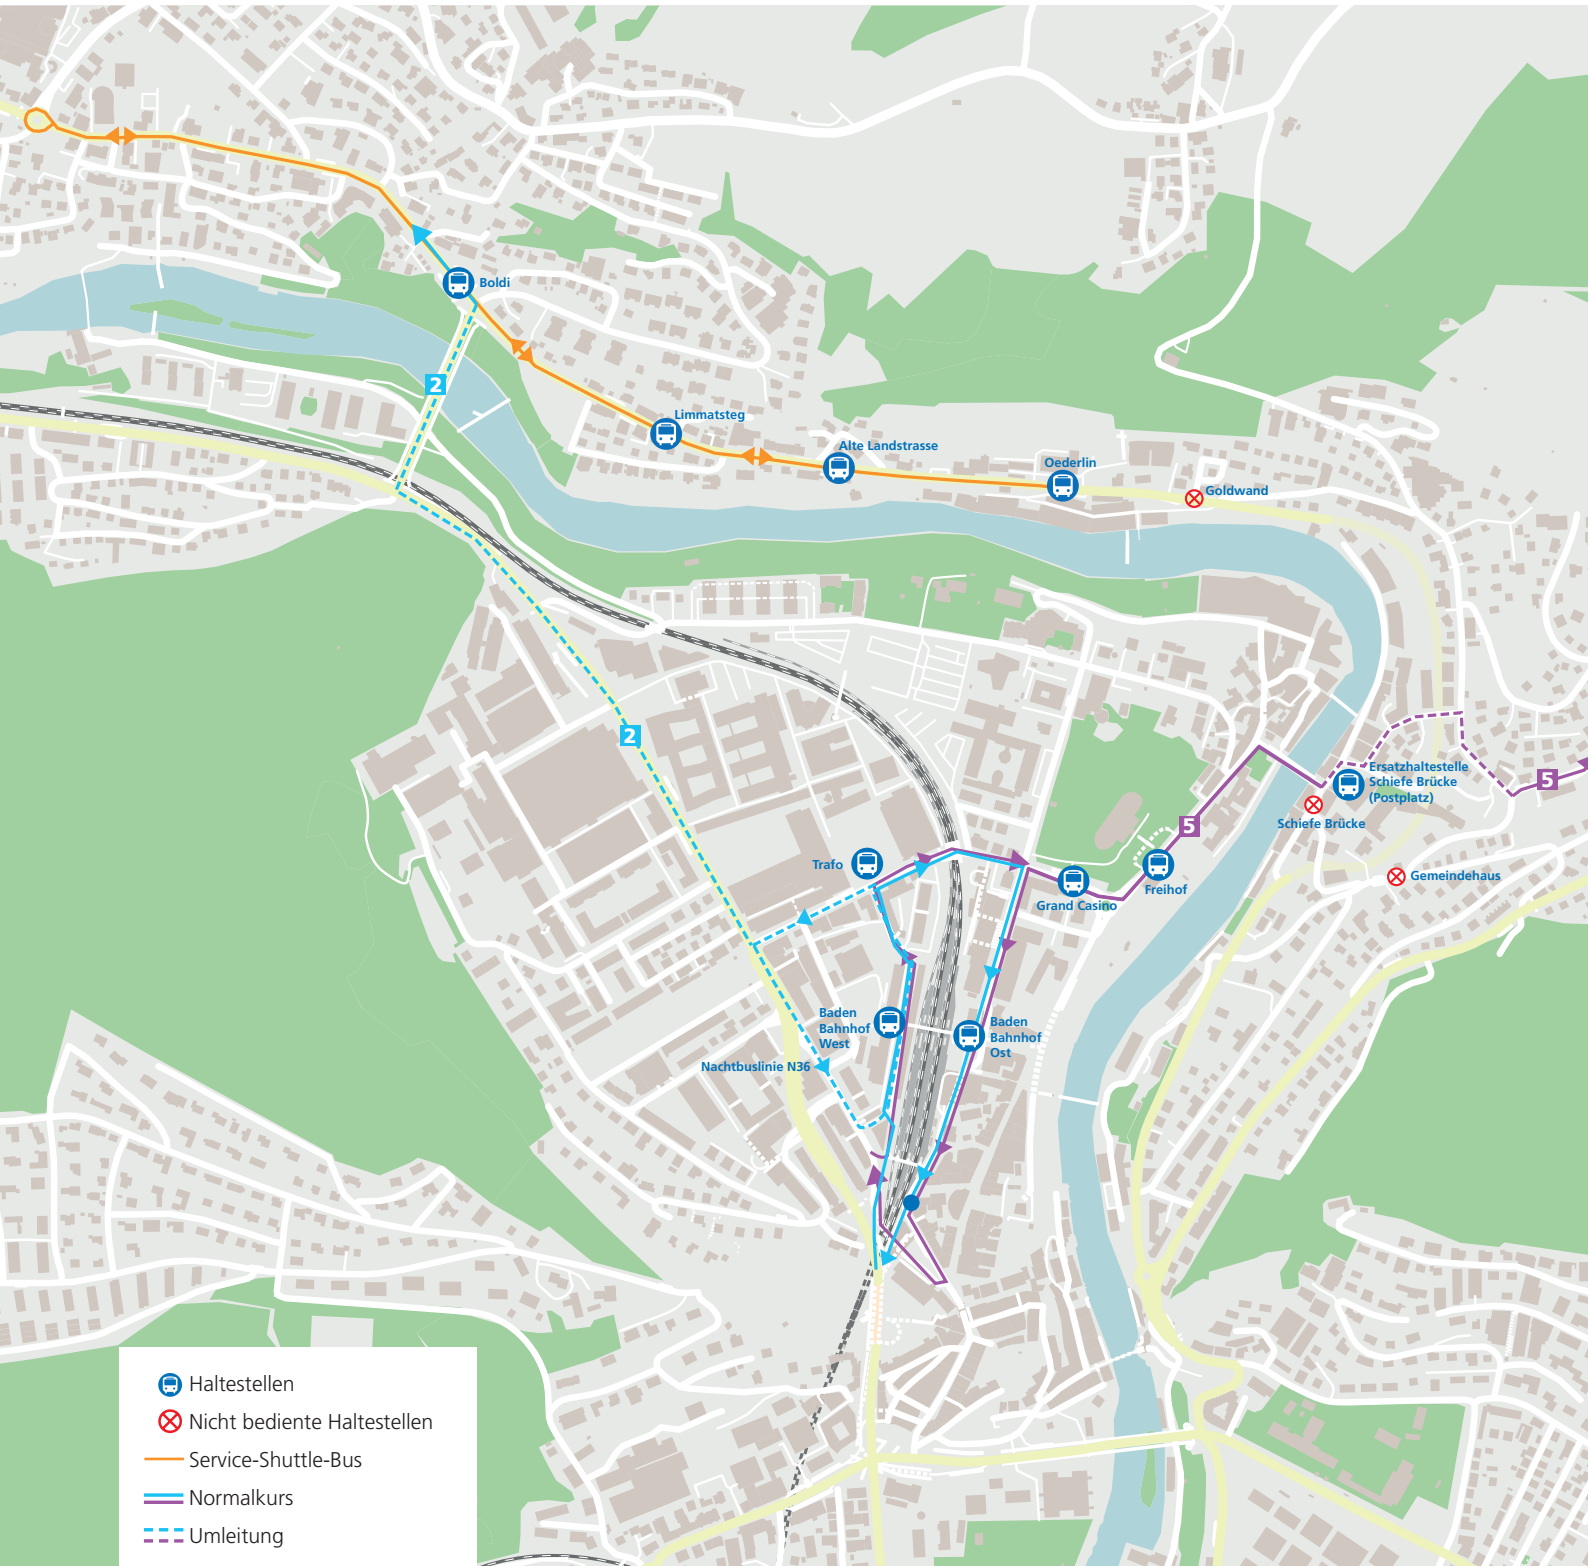 Boldi
2
Limmatsteg
Alte Landstrasse
Oederlin
Goldwand
2
Ersatzhaltestelle
Schiefe Brücke
(Postplatz)
5
Schiefe Brücke
5
Trafo
Gemeindehaus
Freihof
Grand Casino
Baden
Bahnhof
West
Baden
Bahnhof
Ost
Nachtbuslinie N36
Haltestellen
Nicht bediente Haltestellen
Service-Shuttle-Bus
Normalkurs
Umleitung